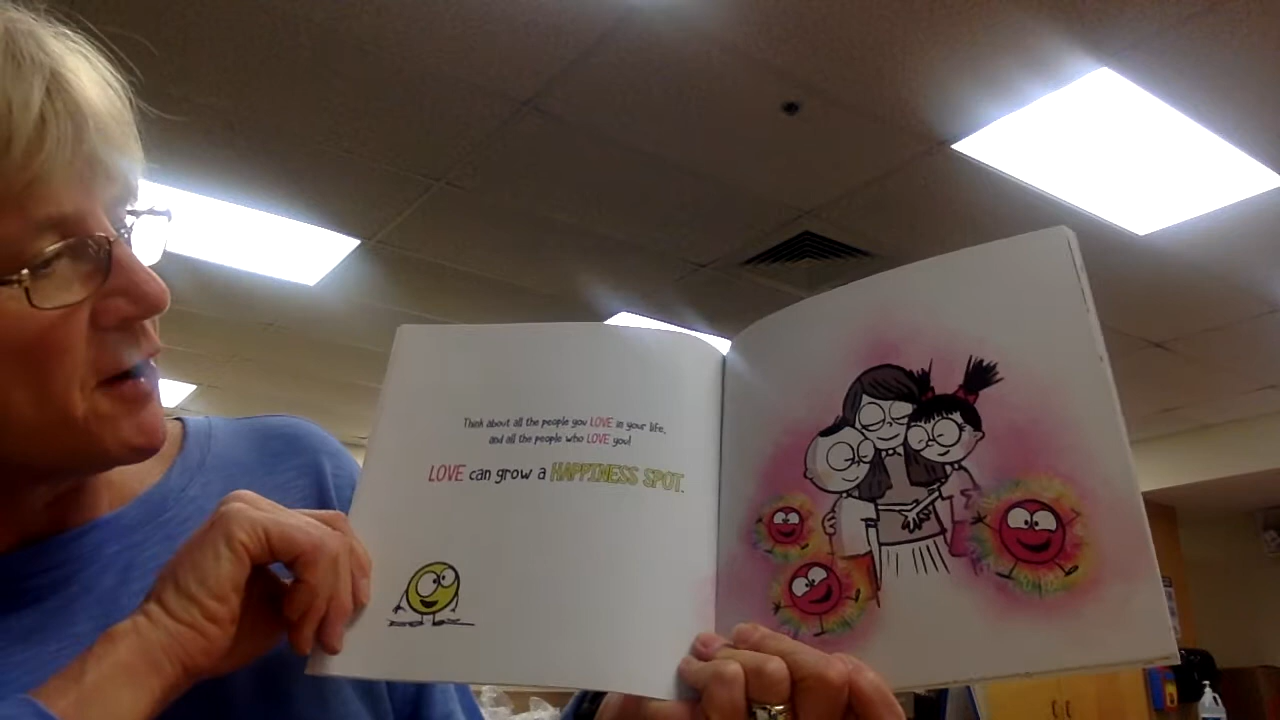 Think about all the people you LOVE in your life,
and all the people who LOVE you!
LOVE can grow a HAPPINESS SPOT.